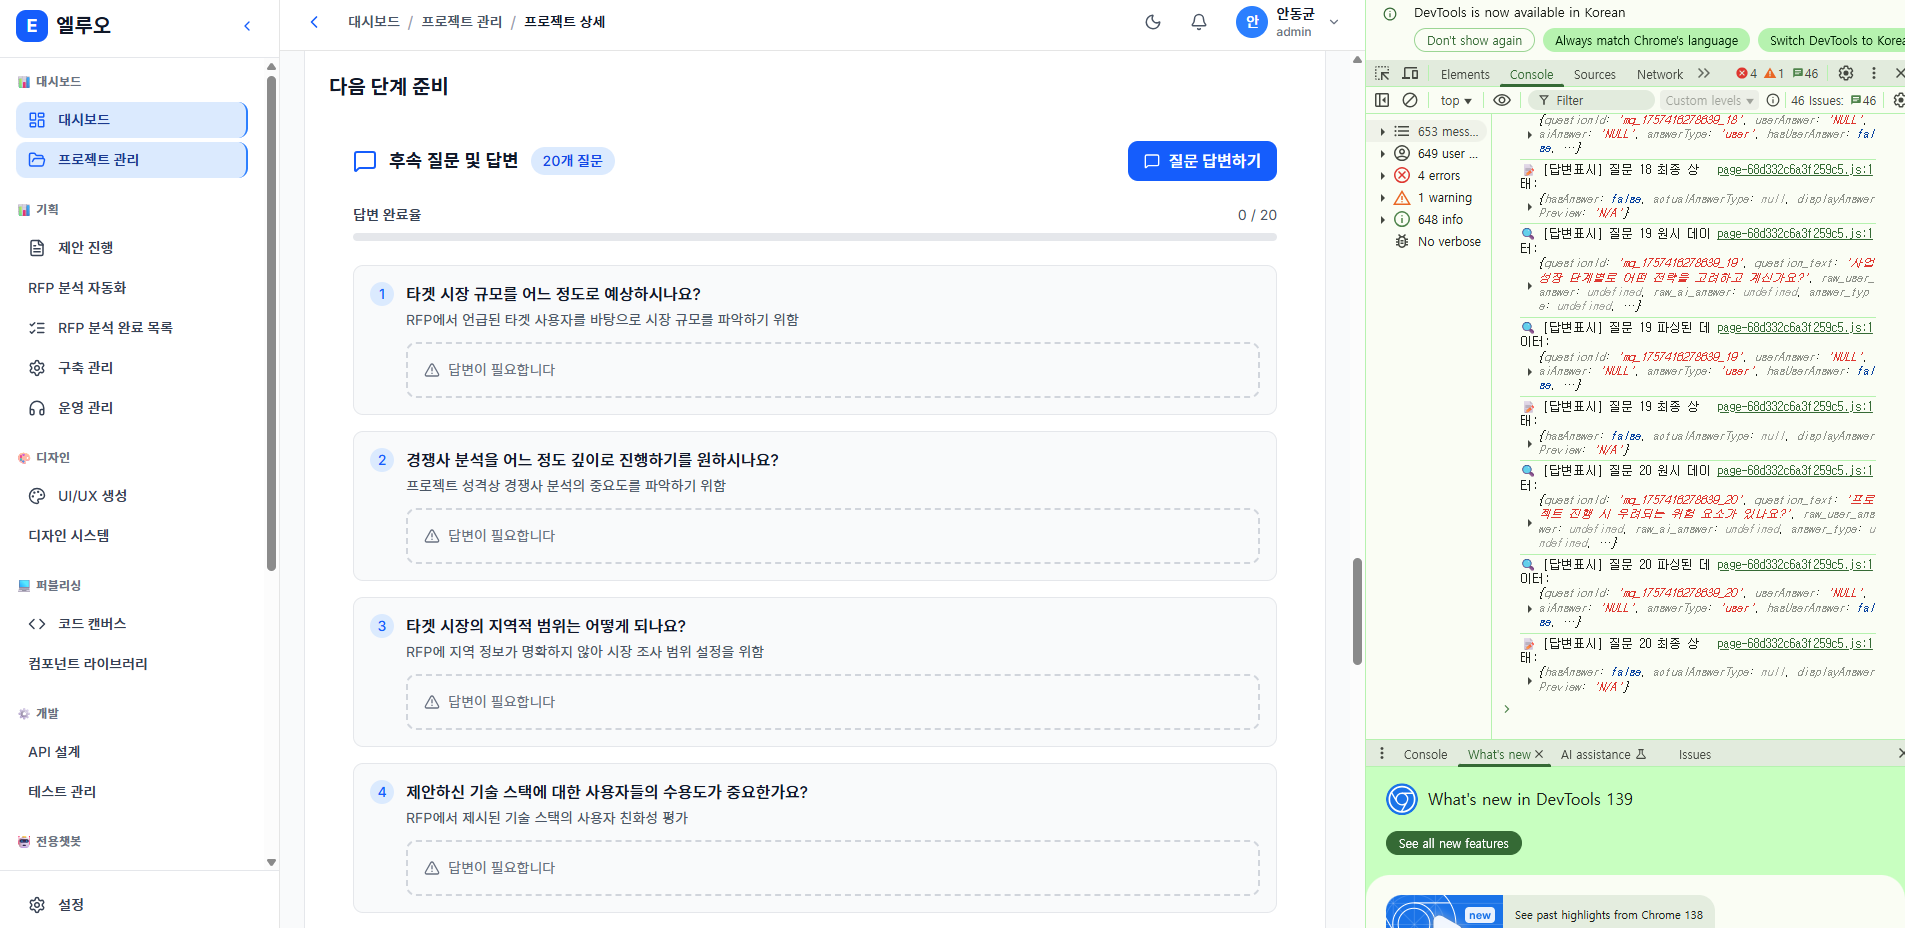 E 엘루오
대시보드
대시보드
프로젝트 관리
기획
제안 진행
RFP 분석 자동화
RFP 분석 완료 목록
구축 관리
운영 관리
디자인
UI/UX 생성
디자인 시스템
퍼블리싱
코드 캔버스
컴포넌트 라이브러리
개발
API 설계
테스트 관리
전용챗봇
설정
대시보드 / 프로젝트 관리 / 프로젝트 상세
안
안동균
admin
다음 단계 준비
후속 질문 및 답변 20개 질문
질문 답변하기
답변 완료율 0 / 20
1 타겟 시장 규모를 어느 정도로 예상하시나요?
RFP에서 언급된 타겟 사용자를 바탕으로 시장 규모를 파악하기 위함
답변이 필요합니다
2 경쟁사 분석을 어느 정도 깊이로 진행하기를 원하시나요?
프로젝트 성격상 경쟁사 분석의 중요도를 파악하기 위함
답변이 필요합니다
3 타겟 시장의 지역적 범위는 어떻게 되나요?
RFP에 지역 정보가 명확하지 않아 시장 조사 범위 설정을 위함
답변이 필요합니다
4 제안하신 기술 스택에 대한 사용자들의 수용도가 중요한가요?
RFP에서 제시된 기술 스택의 사용자 친화성 평가
답변이 필요합니다
DevTools is now available in Korean
Don't show again Always match Chrome's language Switch DevTools to Korea
Elements Console Sources Network 4 1 46
top Filter Custom levels 46 Issues: 46
653 mess...
649 user ...
4 errors
1 warning
648 info
No verbose
{questionId: 'mq_1757416278639_18', userAnswer: 'NULL',
aiAnswer: 'NULL', answerType: 'user', hasUserAnswer: fal
se, …}
[답변표시] 질문 18 최종 상 page-68d332c6a3f259c5.js:1
태:
{hasAnswer: false, actualAnswerType: null, displayAnswer
Preview: 'N/A'}
[답변표시] 질문 19 원시 데이 page-68d332c6a3f259c5.js:1
터:
{questionId: 'mq_1757416278639_19', question_text: '사업
성장 단계별로 어떤 전략을 고려하고 계신가요?', raw_user_
answer: undefined, raw_ai_answer: undefined, answer_typ
e: undefined, …}
[답변표시] 질문 19 파싱된 데 page-68d332c6a3f259c5.js:1
이터:
{questionId: 'mq_1757416278639_19', userAnswer: 'NULL',
aiAnswer: 'NULL', answerType: 'user', hasUserAnswer: fal
se, …}
[답변표시] 질문 19 최종 상 page-68d332c6a3f259c5.js:1
태:
{hasAnswer: false, actualAnswerType: null, displayAnswer
Preview: 'N/A'}
[답변표시] 질문 20 원시 데이 page-68d332c6a3f259c5.js:1
터:
{questionId: 'mq_1757416278639_20', question_text: '프로
젝트 진행 시 우려되는 위험 요소가 있나요?', raw_user_ans
wer: undefined, raw_ai_answer: undefined, answer_type: u
ndefined, …}
[답변표시] 질문 20 파싱된 데 page-68d332c6a3f259c5.js:1
이터:
{questionId: 'mq_1757416278639_20', userAnswer: 'NULL',
aiAnswer: 'NULL', answerType: 'user', hasUserAnswer: fal
se, …}
[답변표시] 질문 20 최종 상 page-68d332c6a3f259c5.js:1
태:
{hasAnswer: false, actualAnswerType: null, displayAnswer
Preview: 'N/A'}
Console What's new AI assistance Issues
What's new in DevTools 139
See all new features
new See past highlights from Chrome 138